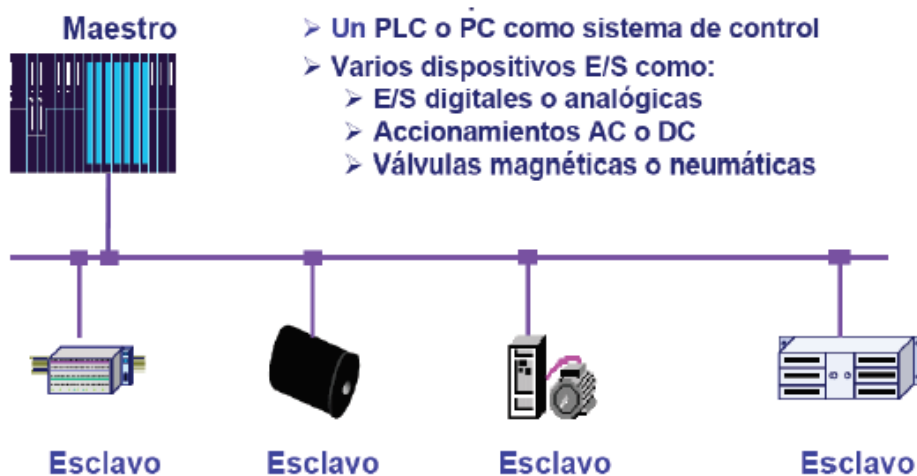 Maestro
➢ Un PLC o PC como sistema de control
➢ Varios dispositivos E/S como:
➢ E/S digitales o analógicas
➢ Accionamientos AC o DC
➢ Válvulas magnéticas o neumáticas
Esclavo Esclavo Esclavo Esclavo